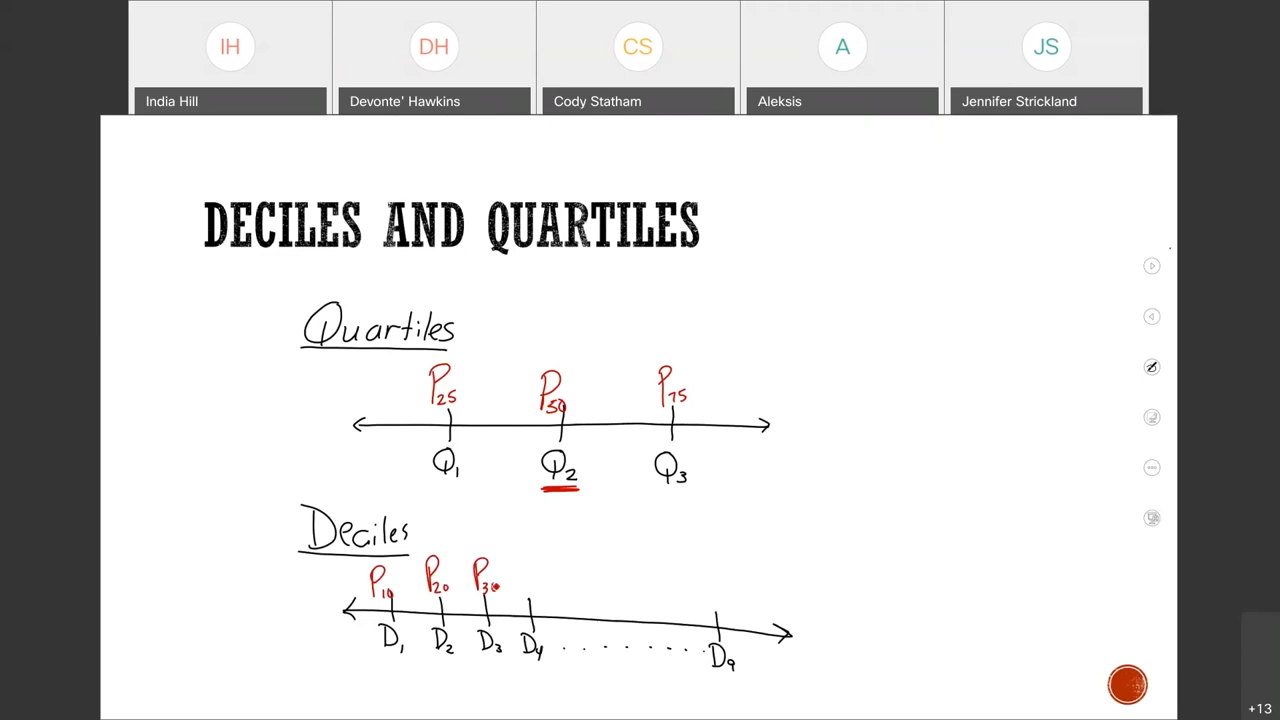 IH DH CS A JS
India Hill Devonte' Hawkins Cody Statham Aleksis Jennifer Strickland
DECILES AND QUARTILES
Quartiles
P25 P50 P75
Q1 Q2 Q3
Deciles
P10 P20 P30
D1 D2 D3 D4 . . . . . . . . D9
+13